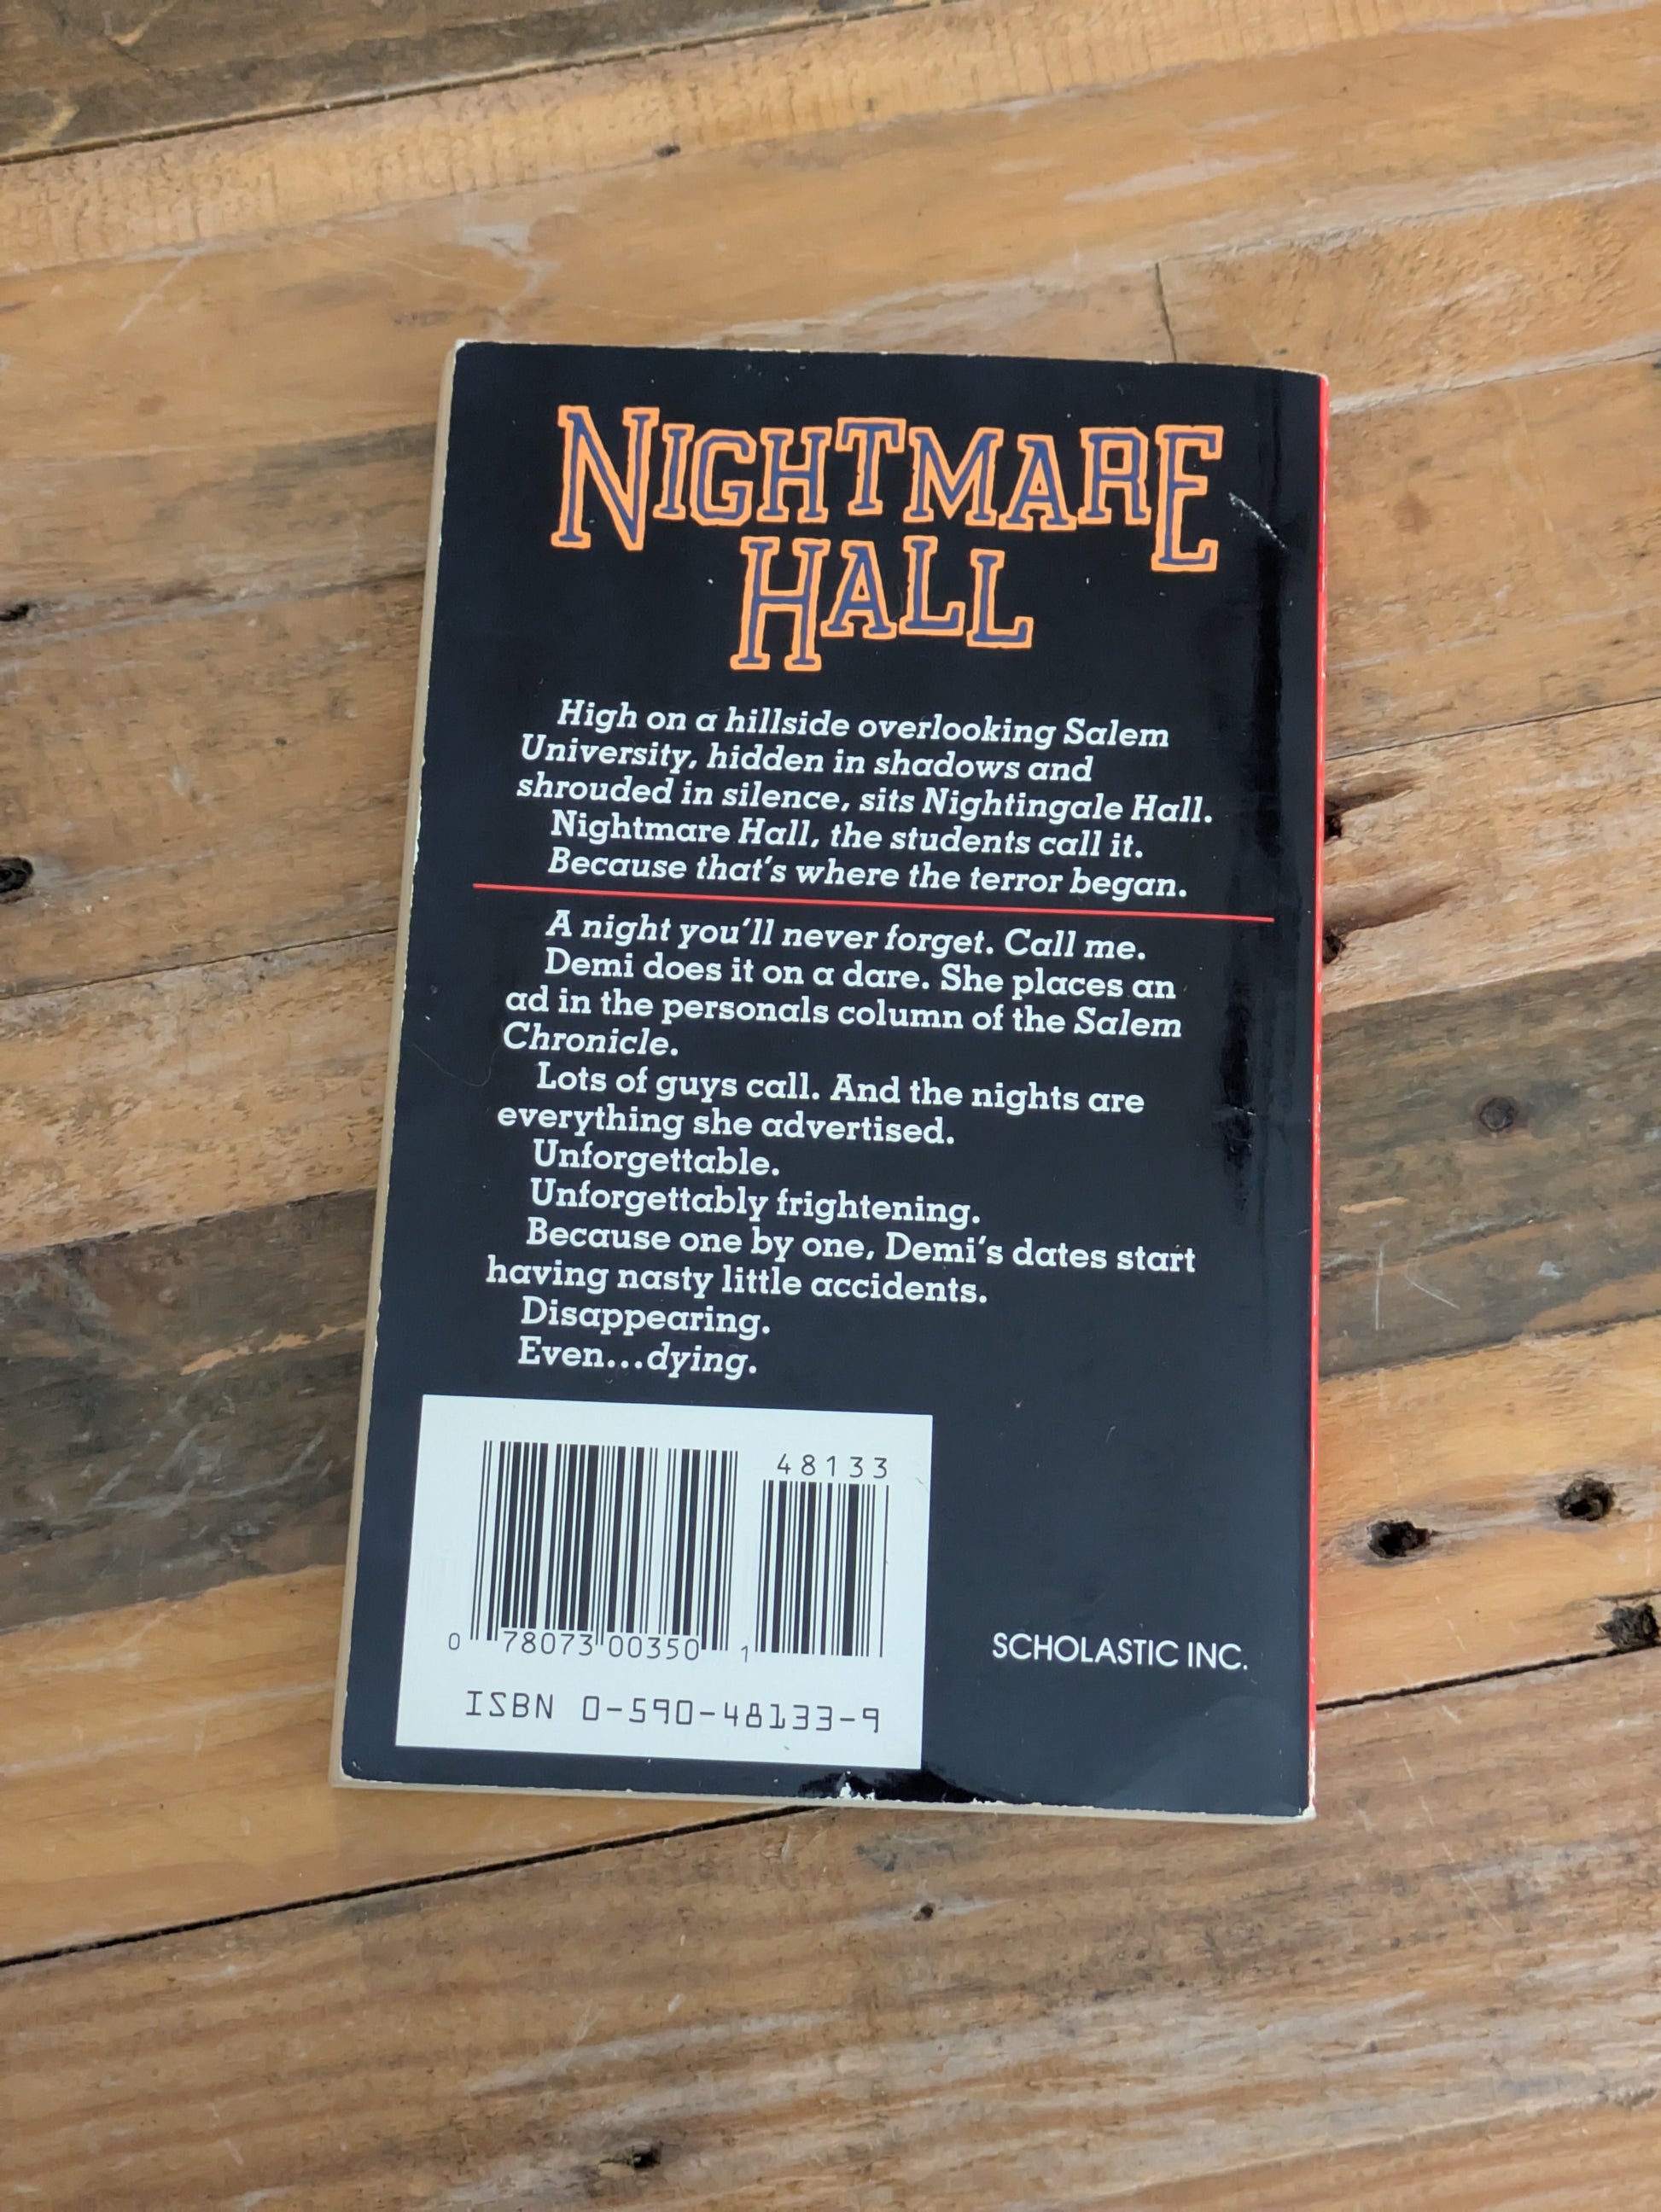 NIGHTMARE
HALL
High on a hillside overlooking Salem
University, hidden in shadows and
shrouded in silence, sits Nightingale Hall.
Nightmare Hall, the students call it.
Because that's where the terror began.
A night you'll never forget. Call me.
Demi does it on a dare. She places an
ad in the personals column of the Salem
Chronicle.
Lots of guys call. And the nights are
everything she advertised.
Unforgettable.
Unforgettably frightening.
Because one by one, Demi's dates start
having nasty little accidents.
Disappearing.
Even...dying.
48133
0 78073 00350 1
ISBN 0-590-48133-9
SCHOLASTIC INC.